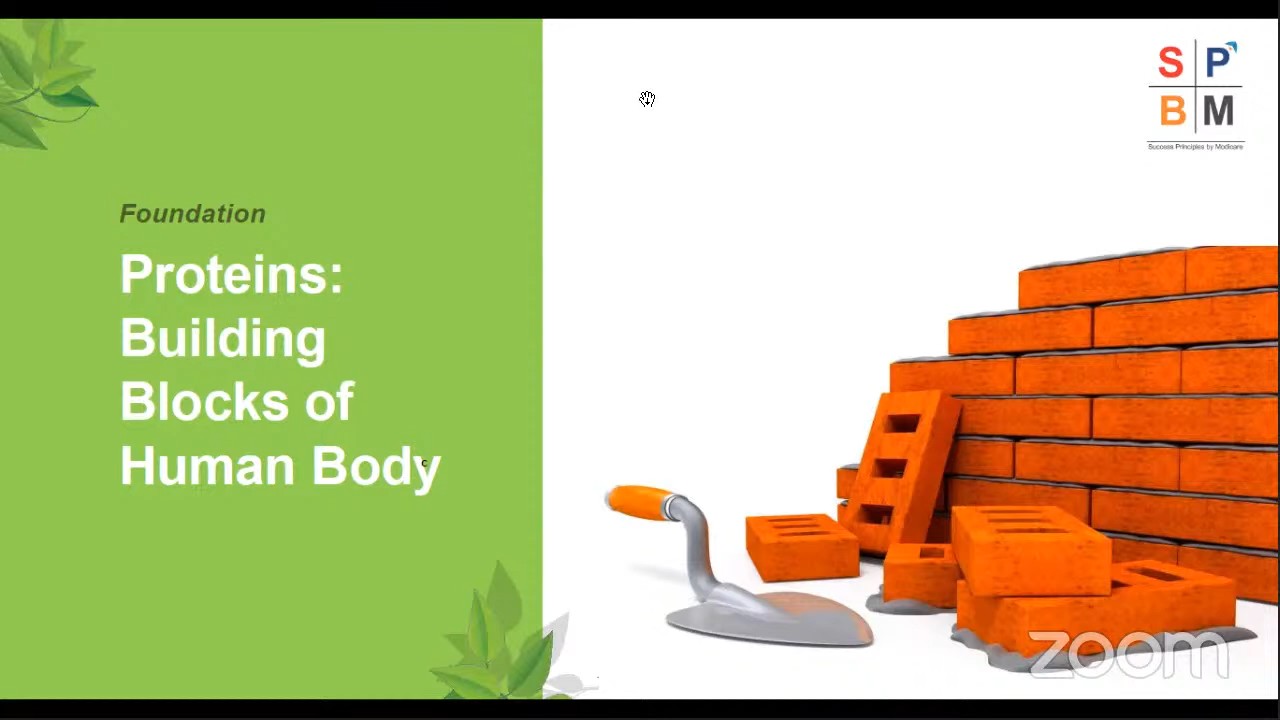 S P
B M
Success Principles by Modicare
Foundation
Proteins:
Building
Blocks of
Human Body
c
zoom